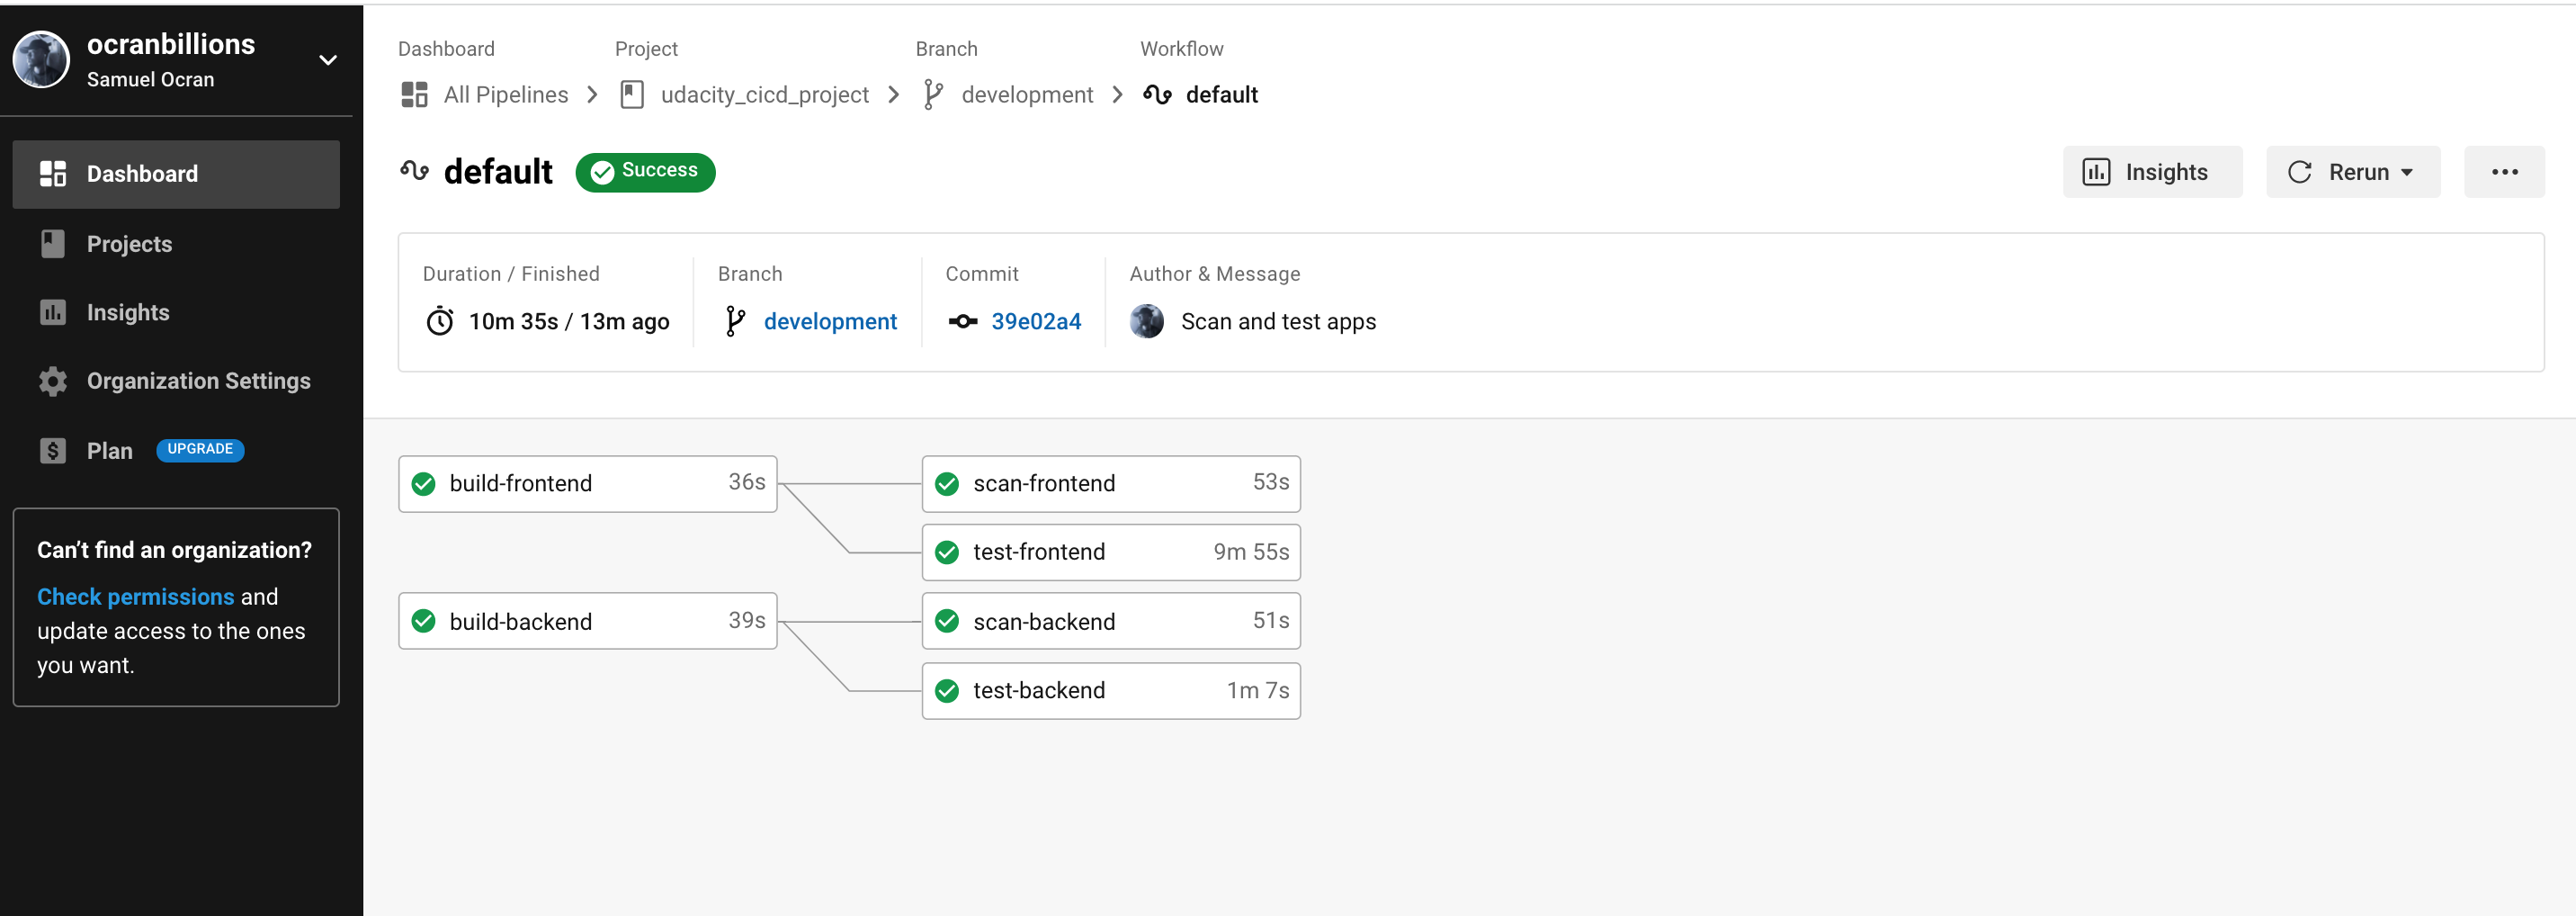 ocranbillions
Samuel Ocran
Dashboard
Projects
Insights
Organization Settings
Plan UPGRADE
Can’t find an organization?
Check permissions and
update access to the ones
you want.
Dashboard Project Branch Workflow
All Pipelines udacity_cicd_project development default
default Success Insights Rerun
Duration / Finished Branch Commit Author & Message
10m 35s / 13m ago development 39e02a4 Scan and test apps
build-frontend 36s scan-frontend 53s
test-frontend 9m 55s
build-backend 39s scan-backend 51s
test-backend 1m 7s